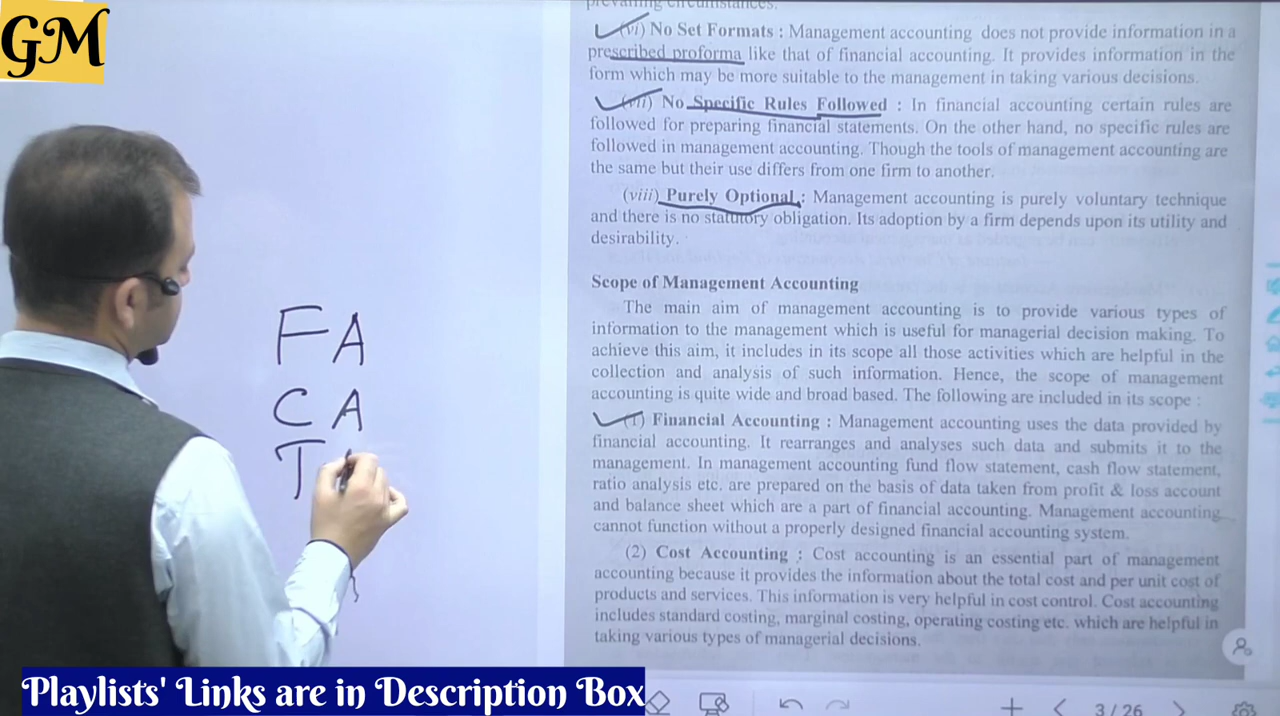 GM
prevailing circumstances.
(vi) No Set Formats : Management accounting does not provide information in a
prescribed proforma like that of financial accounting. It provides information in the
form which may be more suitable to the management in taking various decisions.
(vii) No Specific Rules Followed : In financial accounting certain rules are
followed for preparing financial statements. On the other hand, no specific rules are
followed in management accounting. Though the tools of management accounting are
the same but their use differs from one firm to another.
(viii) Purely Optional : Management accounting is purely voluntary technique
and there is no statutory obligation. Its adoption by a firm depends upon its utility and
desirability.
Scope of Management Accounting
The main aim of management accounting is to provide various types of
information to the management which is useful for managerial decision making. To
achieve this aim, it includes in its scope all those activities which are helpful in the
collection and analysis of such information. Hence, the scope of management
accounting is quite wide and broad based. The following are included in its scope :
(1) Financial Accounting : Management accounting uses the data provided by
financial accounting. It rearranges and analyses such data and submits it to the
management. In management accounting fund flow statement, cash flow statement,
ratio analysis etc. are prepared on the basis of data taken from profit & loss account
and balance sheet which are a part of financial accounting. Management accounting
cannot function without a properly designed financial accounting system.
(2) Cost Accounting : Cost accounting is an essential part of management
accounting because it provides the information about the total cost and per unit cost of
products and services. This information is very helpful in cost control. Cost accounting
includes standard costing, marginal costing, operating costing etc. which are helpful in
taking various types of managerial decisions.
F A
C A
T
Playlists' Links are in Description Box
3 / 26